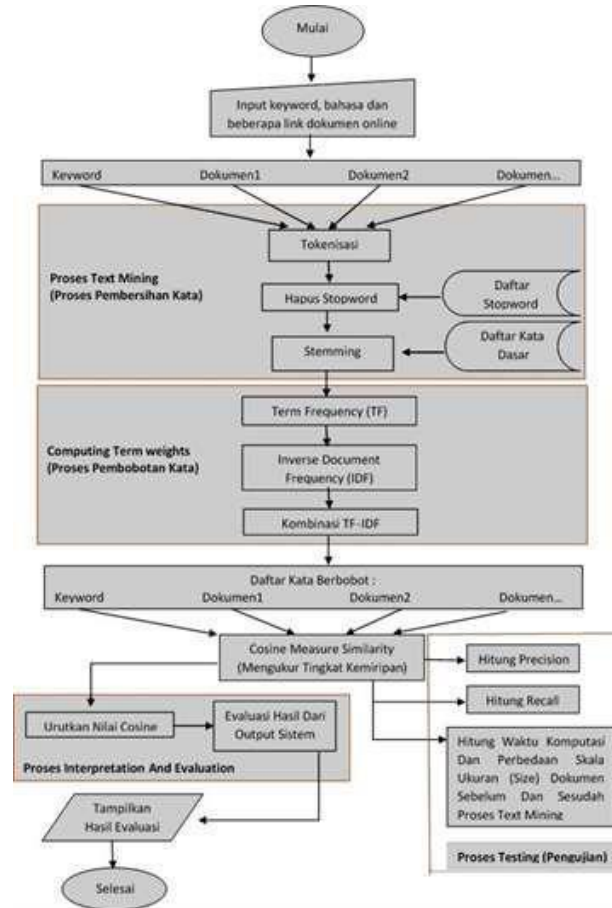 Mulai
Input keyword, bahasa dan
beberapa link dokumen online
Keyword Dokumen1 Dokumen2 Dokumen...
Tokenisasi
Proses Text Mining
(Proses Pembersihan Kata)
Hapus Stopword
Daftar
Stopword
Stemming
Daftar Kata
Dasar
Term Frequency (TF)
Computing Term weights
(Proses Pembobotan Kata)
Inverse Document
Frequency (IDF)
Kombinasi TF-IDF
Daftar Kata Berbobot :
Keyword Dokumen1 Dokumen2 Dokumen...
Cosine Measure Similarity
(Mengukur Tingkat Kemiripan)
Hitung Precision
Hitung Recall
Urutkan Nilai Cosine
Evaluasi Hasil Dari
Output Sistem
Proses Interpretation And Evaluation
Hitung Waktu Komputasi
Dan Perbedaan Skala
Ukuran (Size) Dokumen
Sebelum Dan Sesudah
Proses Text Mining
Tampilkan
Hasil Evaluasi
Proses Testing (Pengujian)
Selesai